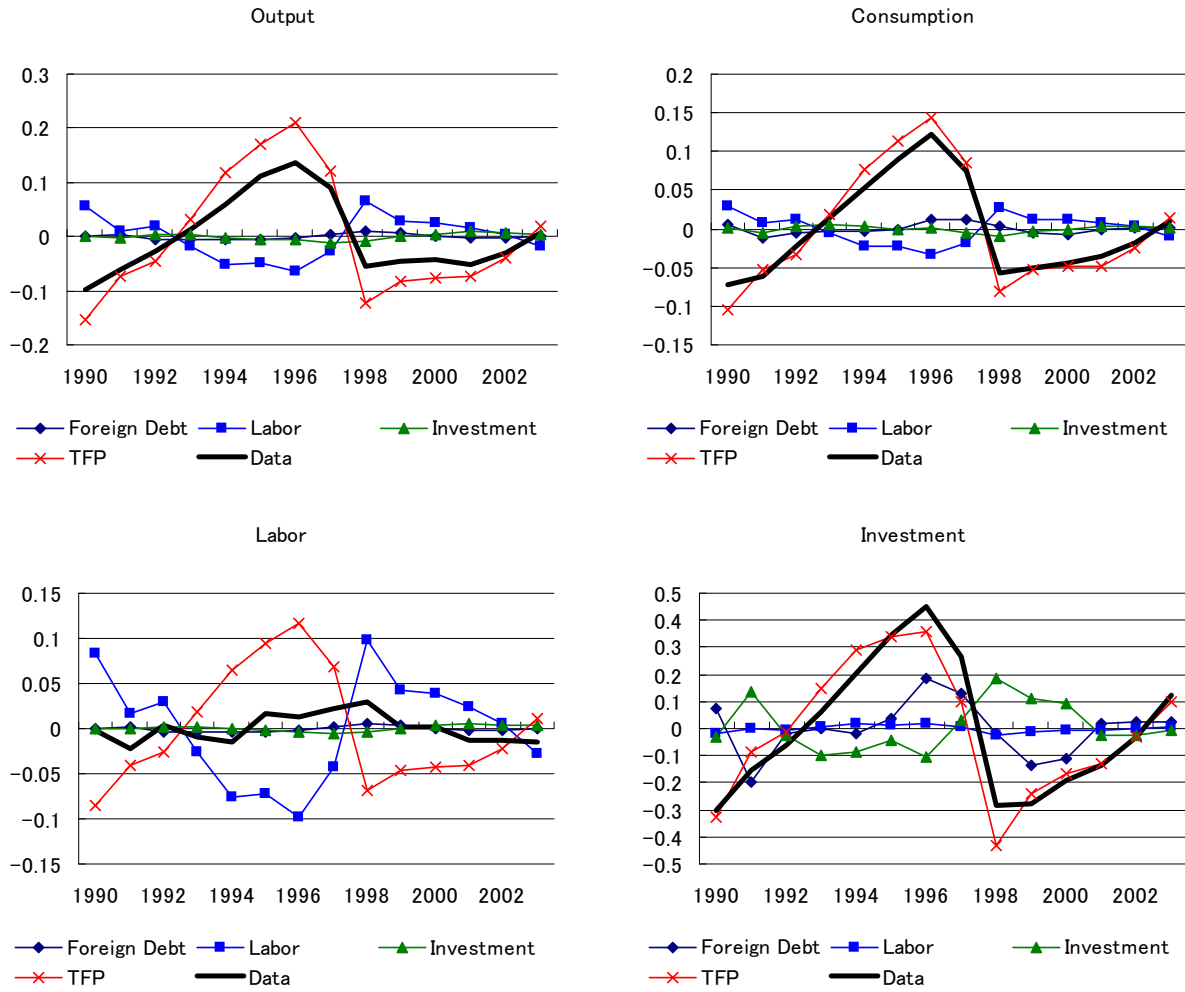 Output
0.3
0.2
0.1
0
-0.1
-0.2
1990 1992 1994 1996 1998 2000 2002
Foreign Debt Labor Investment
TFP Data
Consumption
0.2
0.15
0.1
0.05
0
-0.05
-0.1
-0.15
1990 1992 1994 1996 1998 2000 2002
Foreign Debt Labor Investment
TFP Data
Labor
0.15
0.1
0.05
0
-0.05
-0.1
-0.15
1990 1992 1994 1996 1998 2000 2002
Foreign Debt Labor Investment
TFP Data
Investment
0.5
0.4
0.3
0.2
0.1
0
-0.1
-0.2
-0.3
-0.4
-0.5
1990 1992 1994 1996 1998 2000 2002
Foreign Debt Labor Investment
TFP Data